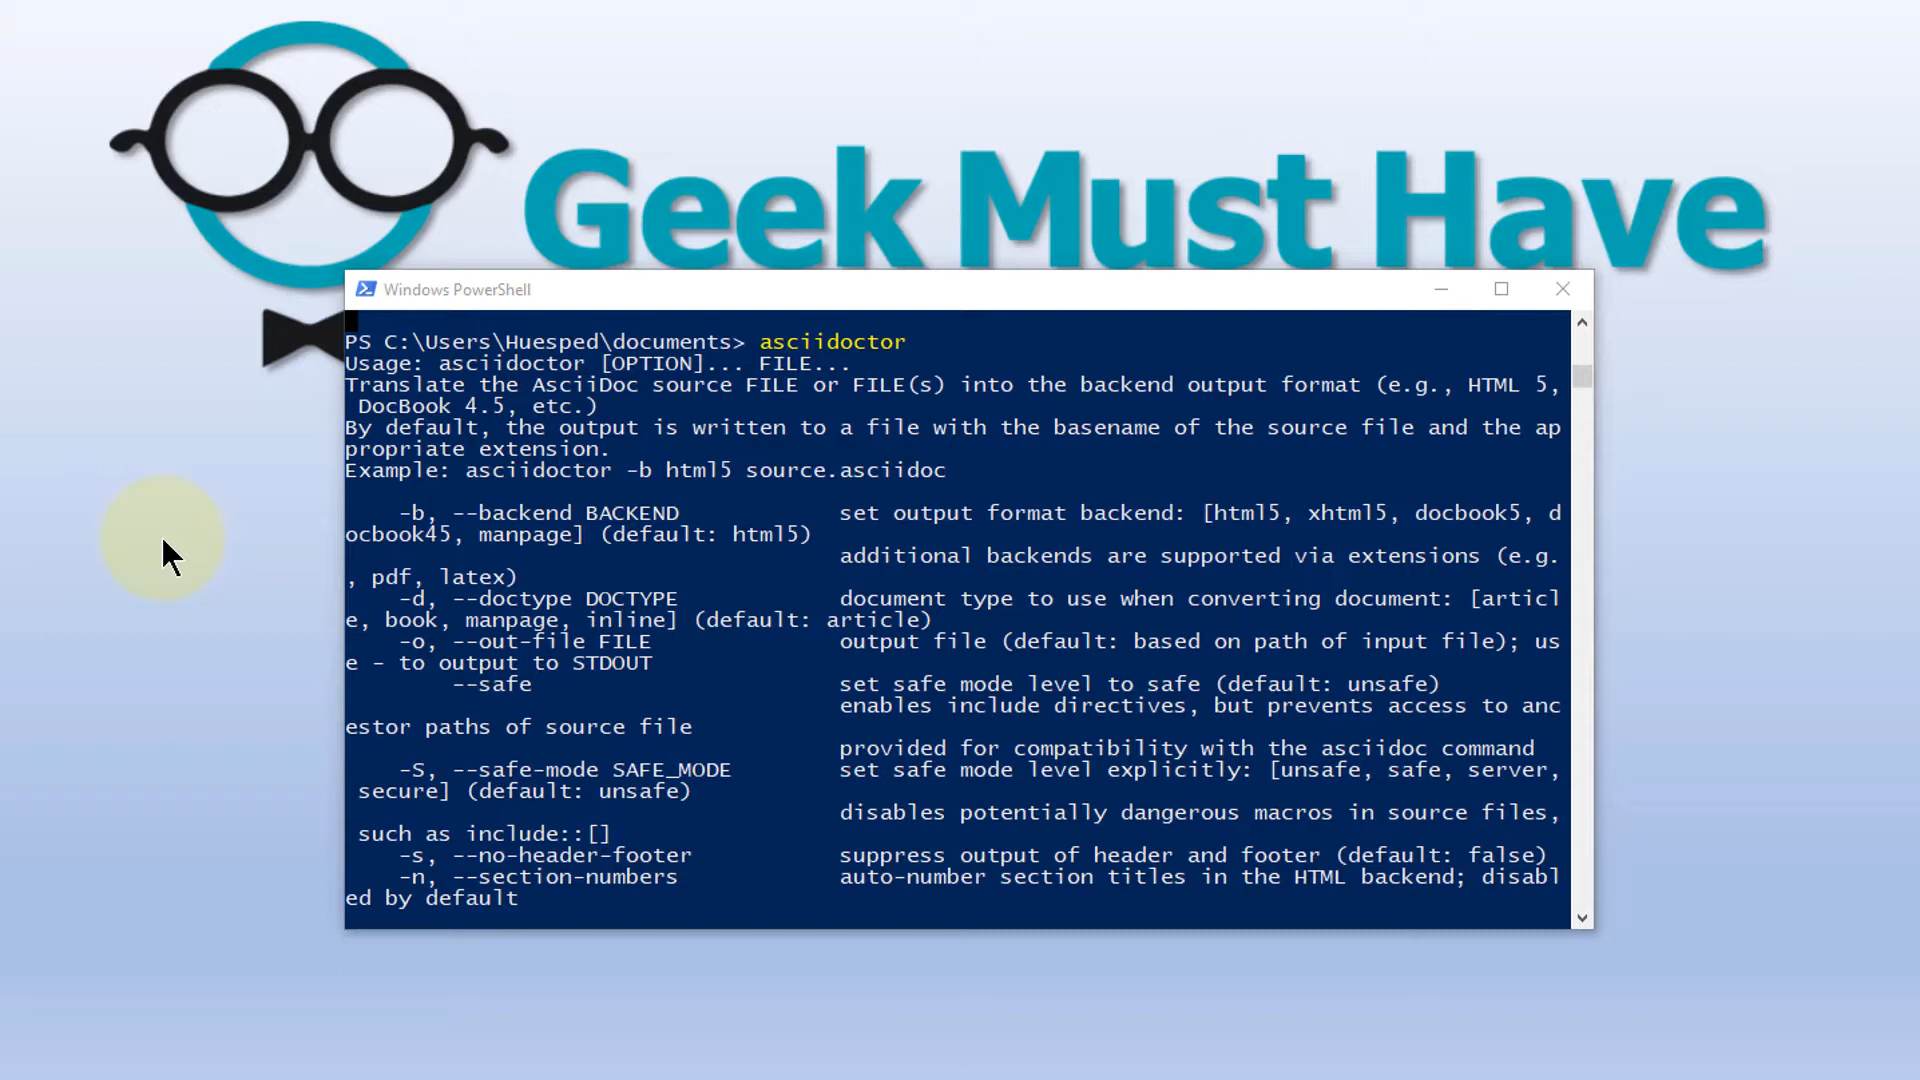 Geek Must Have
Windows PowerShell
PS C:\Users\Huesped\documents> asciidoctor
Usage: asciidoctor [OPTION]... FILE...
Translate the AsciiDoc source FILE or FILE(s) into the backend output format (e.g., HTML 5,
 DocBook 4.5, etc.)
By default, the output is written to a file with the basename of the source file and the ap
propriate extension.
Example: asciidoctor -b html5 source.asciidoc
    -b, --backend BACKEND            set output format backend: [html5, xhtml5, docbook5, d
ocbook45, manpage] (default: html5)
                                     additional backends are supported via extensions (e.g.
, pdf, latex)
    -d, --doctype DOCTYPE            document type to use when converting document: [articl
e, book, manpage, inline] (default: article)
    -o, --out-file FILE              output file (default: based on path of input file); us
e - to output to STDOUT
        --safe                       set safe mode level to safe (default: unsafe)
                                     enables include directives, but prevents access to anc
estor paths of source file
                                     provided for compatibility with the asciidoc command
    -S, --safe-mode SAFE_MODE        set safe mode level explicitly: [unsafe, safe, server,
 secure] (default: unsafe)
                                     disables potentially dangerous macros in source files,
 such as include::[]
    -s, --no-header-footer           suppress output of header and footer (default: false)
    -n, --section-numbers            auto-number section titles in the HTML backend; disabl
ed by default